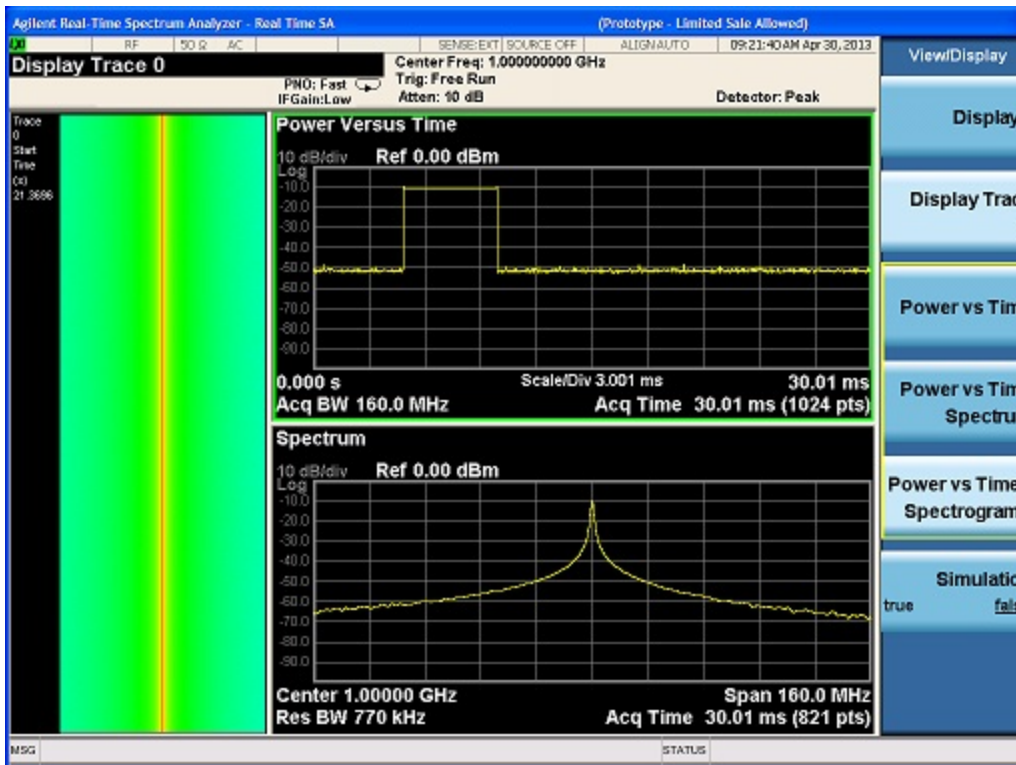 Agilent Real-Time Spectrum Analyzer - Real Time SA (Prototype - Limited Sale Allowed)
RF 50 Ω AC SENSE:EXT SOURCE OFF ALIGN AUTO 09:21:40 AM Apr 30, 2013
Display Trace 0
PNO: Fast
IFGain:Low
Center Freq: 1.000000000 GHz
Trig: Free Run
Atten: 10 dB
Detector: Peak
Trace
0
Start
Time
(x)
21.3696
Power Versus Time
10 dB/div Ref 0.00 dBm
Log
-10.0
-20.0
-30.0
-40.0
-50.0
-60.0
-70.0
-80.0
-90.0
0.000 s Scale/Div 3.001 ms 30.01 ms
Acq BW 160.0 MHz Acq Time 30.01 ms (1024 pts)
Spectrum
10 dB/div Ref 0.00 dBm
Log
-10.0
-20.0
-30.0
-40.0
-50.0
-60.0
-70.0
-80.0
-90.0
Center 1.00000 GHz Span 160.0 MHz
Res BW 770 kHz Acq Time 30.01 ms (821 pts)
View/Display
Display
Display Trac
Power vs Tim
Power vs Tim
Spectru
Power vs Time
Spectrogram
Simulatio
true fals
MSG STATUS